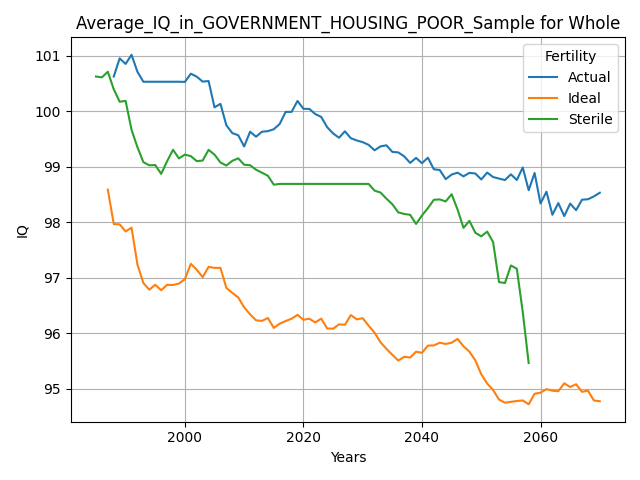 Average_IQ_in_GOVERNMENT_HOUSING_POOR_Sample for Whole
Fertility
Actual
Ideal
Sterile
IQ
101
100
99
98
97
96
95
2000
2020
2040
2060
Years